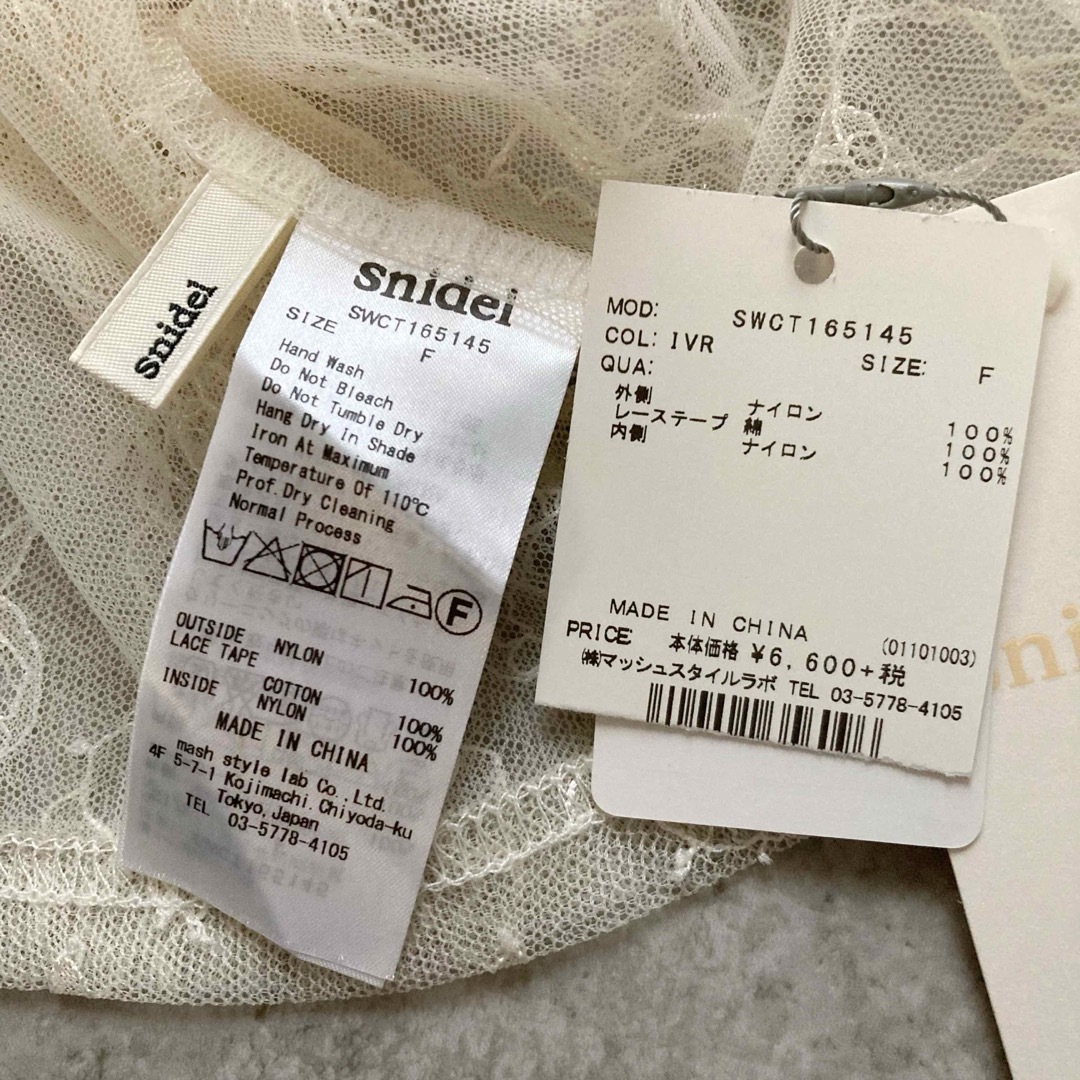 snidel
snidel
SWCT165145
SIZE F
Hand Wash
Do Not Bleach
Do Not Tumble Dry
Hang Dry In Shade
Iron At Maximum
Temperature Of 110℃
Prof.Dry Cleaning
Normal Process
F
OUTSIDE NYLON 100%
LACE TAPE COTTON 100%
INSIDE NYLON 100%
MADE IN CHINA
mash style lab Co.,Ltd.
4F 5-7-1 Kojimachi.Chiyoda-ku
Tokyo,Japan
TEL 03-5778-4105
MOD: SWCT165145
COL: IVR SIZE: F
QUA:
外側 ナイロン 100%
レーステープ 綿 100%
内側 ナイロン 100%
MADE IN CHINA
(01101003)
PRICE 本体価格 ¥6,600+税
(株)マッシュスタイルラボ TEL 03-5778-4105